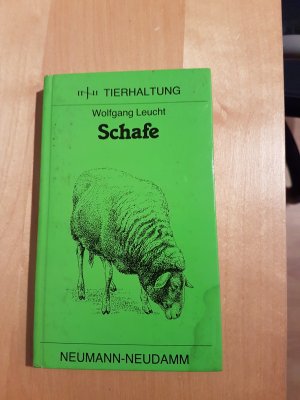 TIERHALTUNG
Wolfgang Leucht
Schafe
NEUMANN-NEUDAMM